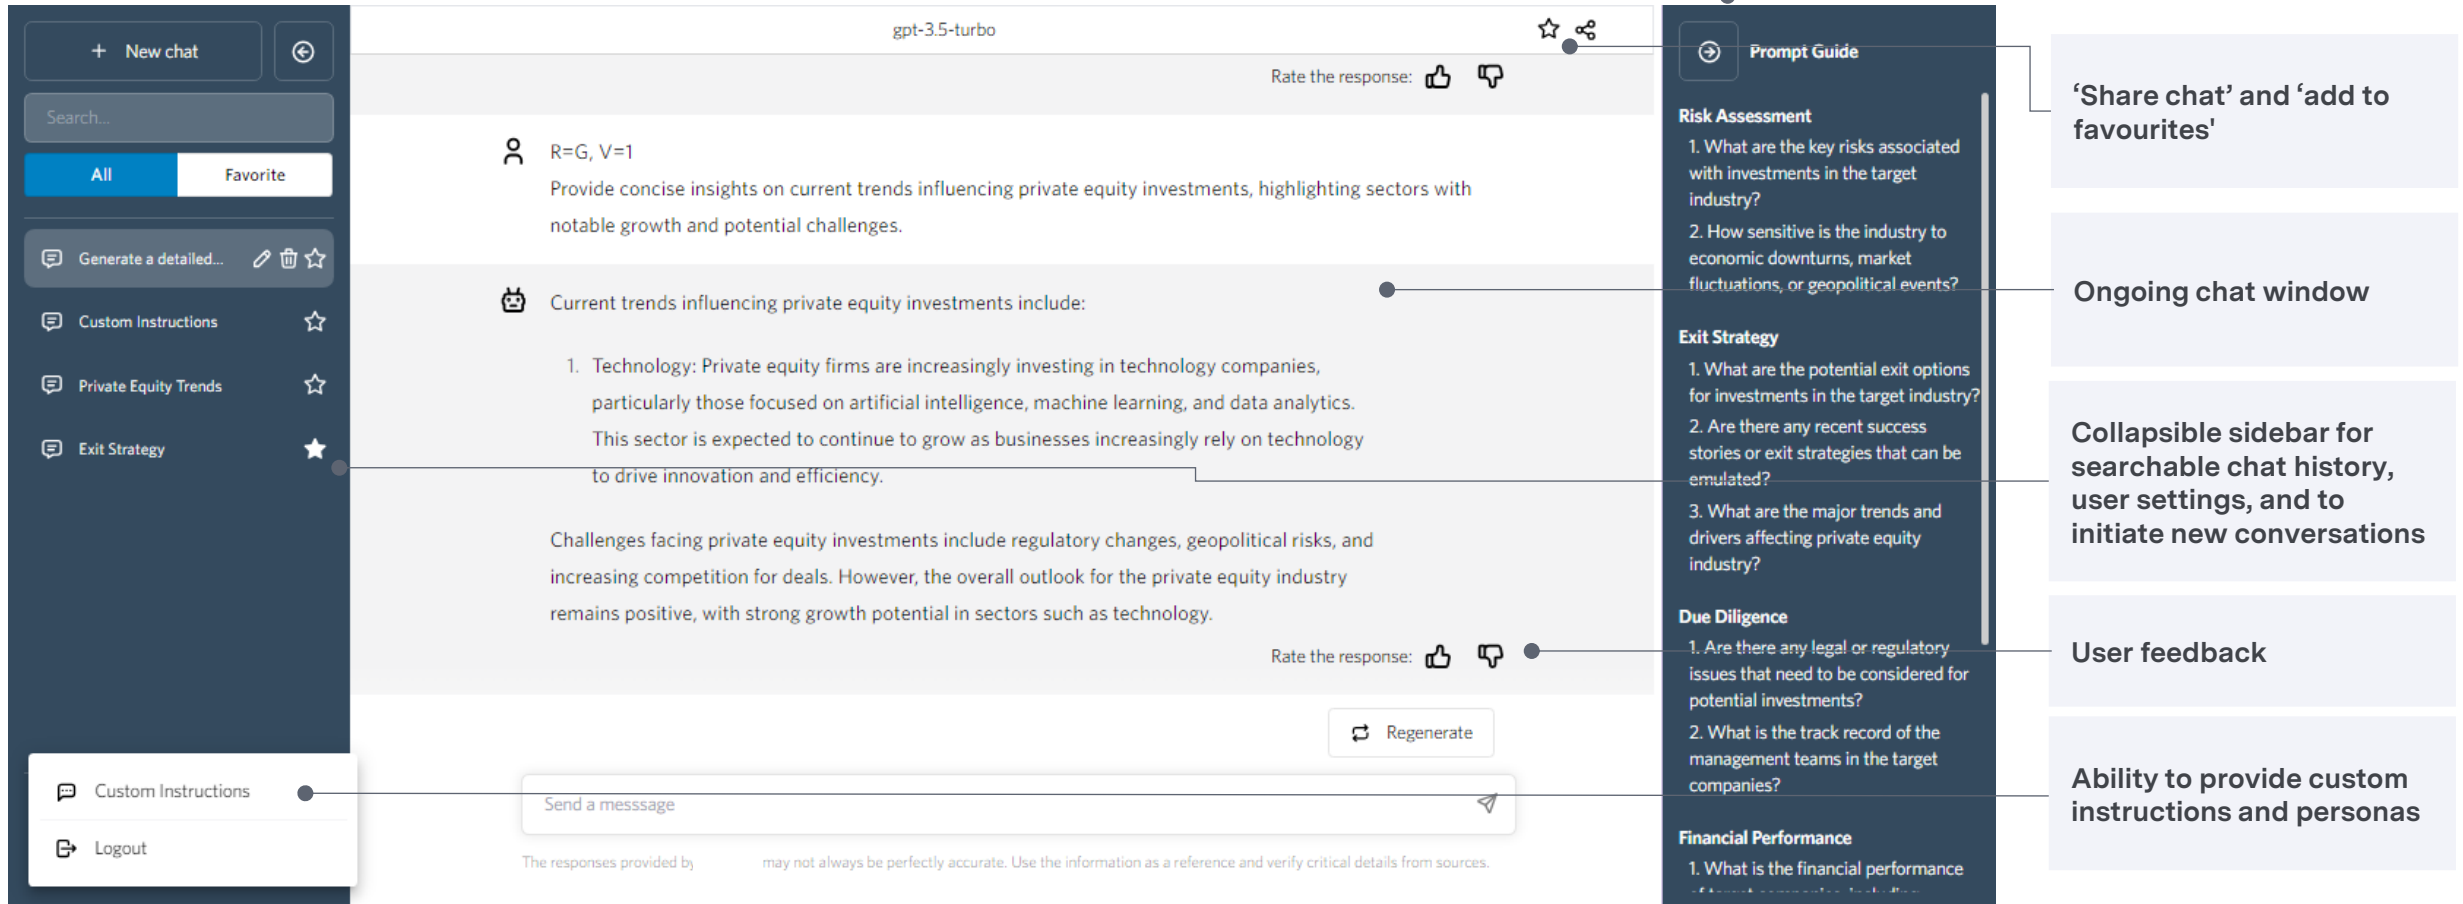 + New chat
Search...
All
Favorite
Generate a detailed...
Custom Instructions
Private Equity Trends
Exit Strategy
Custom Instructions
Logout
gpt-3.5-turbo
Rate the response:
R=G, V=1
Provide concise insights on current trends influencing private equity investments, highlighting sectors with
notable growth and potential challenges.
Current trends influencing private equity investments include:
1. Technology: Private equity firms are increasingly investing in technology companies,
particularly those focused on artificial intelligence, machine learning, and data analytics.
This sector is expected to continue to grow as businesses increasingly rely on technology
to drive innovation and efficiency.
Challenges facing private equity investments include regulatory changes, geopolitical risks, and
increasing competition for deals. However, the overall outlook for the private equity industry
remains positive, with strong growth potential in sectors such as technology.
Rate the response:
Regenerate
Send a messsage
The responses provided by may not always be perfectly accurate. Use the information as a reference and verify critical details from sources.
Prompt Guide
Risk Assessment
1. What are the key risks associated
with investments in the target
industry?
2. How sensitive is the industry to
economic downturns, market
fluctuations, or geopolitical events?
Exit Strategy
1. What are the potential exit options
for investments in the target industry?
2. Are there any recent success
stories or exit strategies that can be
emulated?
3. What are the major trends and
drivers affecting private equity
industry?
Due Diligence
1. Are there any legal or regulatory
issues that need to be considered for
potential investments?
2. What is the track record of the
management teams in the target
companies?
Financial Performance
1. What is the financial performance
‘Share chat’ and ‘add to
favourites'
Ongoing chat window
Collapsible sidebar for
searchable chat history,
user settings, and to
initiate new conversations
User feedback
Ability to provide custom
instructions and personas